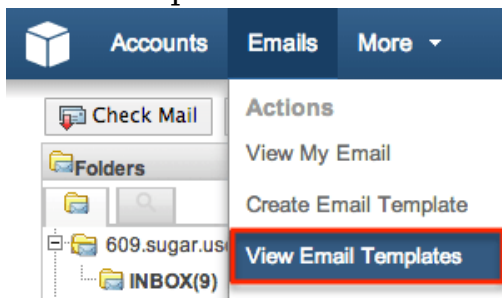 Accounts Emails More
Check Mail
Actions
Folders
View My Email
Create Email Template
609.sugar.us
View Email Templates
INBOX(9)